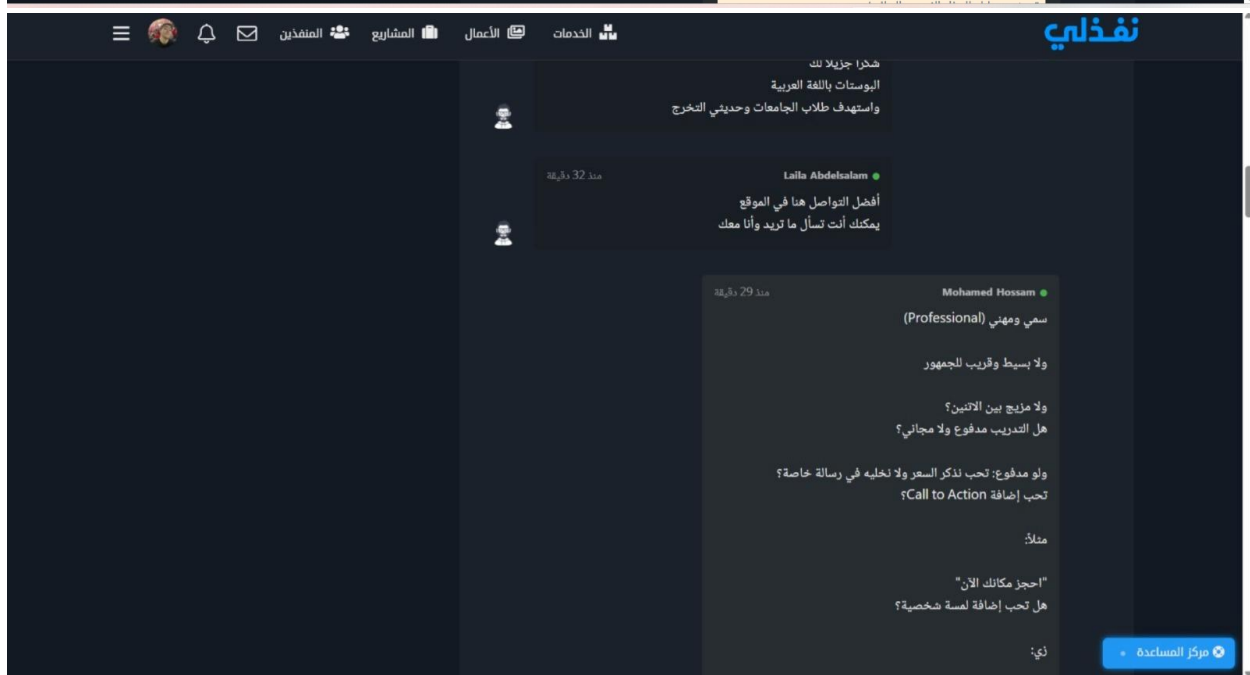 نفذلي
الخدمات
الأعمال
المشاريع
المنفذين
شكرا جزيلا لك
البوستات باللغة العربية
واستهدف طلاب الجامعات وحديثي التخرج
Laila Abdelsalam
منذ 32 دقيقة
أفضل التواصل هنا في الموقع
يمكنك أنت تسأل ما تريد وأنا معك
Mohamed Hossam
منذ 29 دقيقة
سمي ومهني (Professional)
ولا بسيط وقريب للجمهور
ولا مزيج بين الاتنين؟
هل التدريب مدفوع ولا مجاني؟
ولو مدفوع: تحب نذكر السعر ولا نخليه في رسالة خاصة؟
تحب إضافة Call to Action؟
مثلاً:
"احجز مكانك الآن"
هل تحب إضافة لمسة شخصية؟
زي:
مركز المساعدة